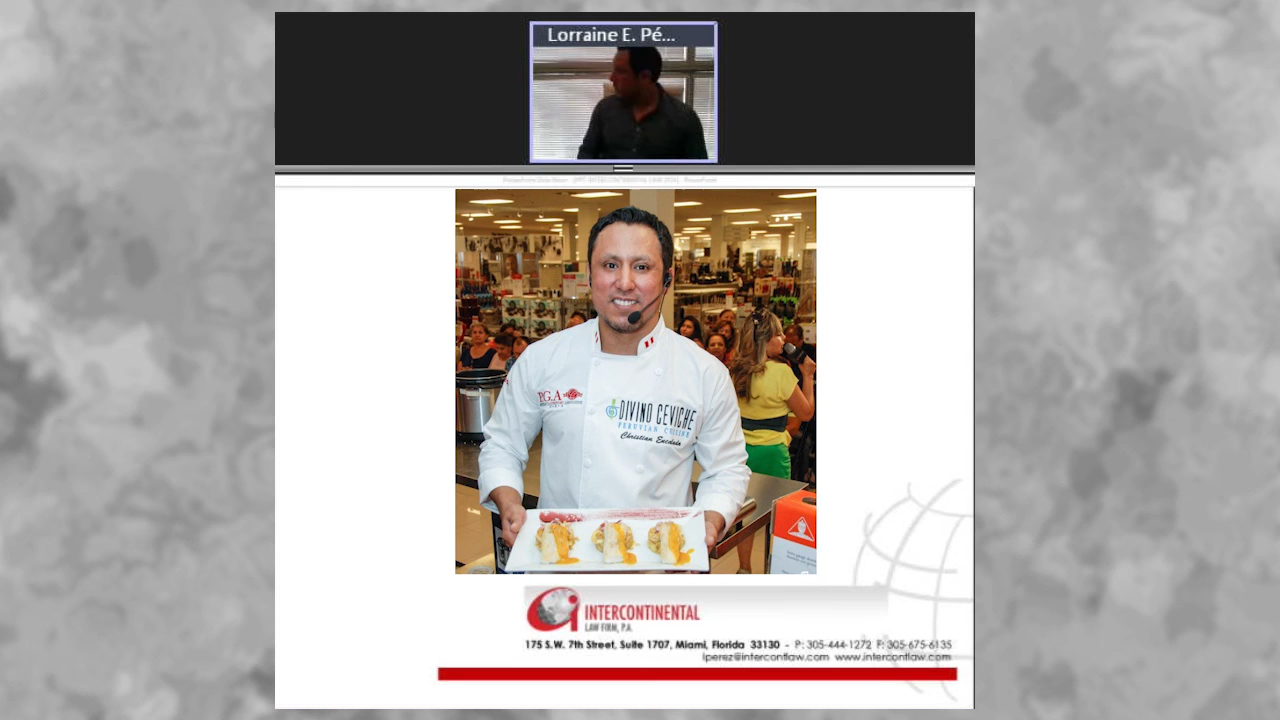 Lorraine E. Pé...
P.G.A
DIVINO CEVICHE
PERUVIAN CUISINE
Christian Encalada
INTERCONTINENTAL
LAW FIRM, P.A.
175 S.W. 7th Street, Suite 1707, Miami, Florida 33130 - P: 305-444-1272 F: 305-675-6135
lperez@intercontlaw.com www.intercontlaw.com